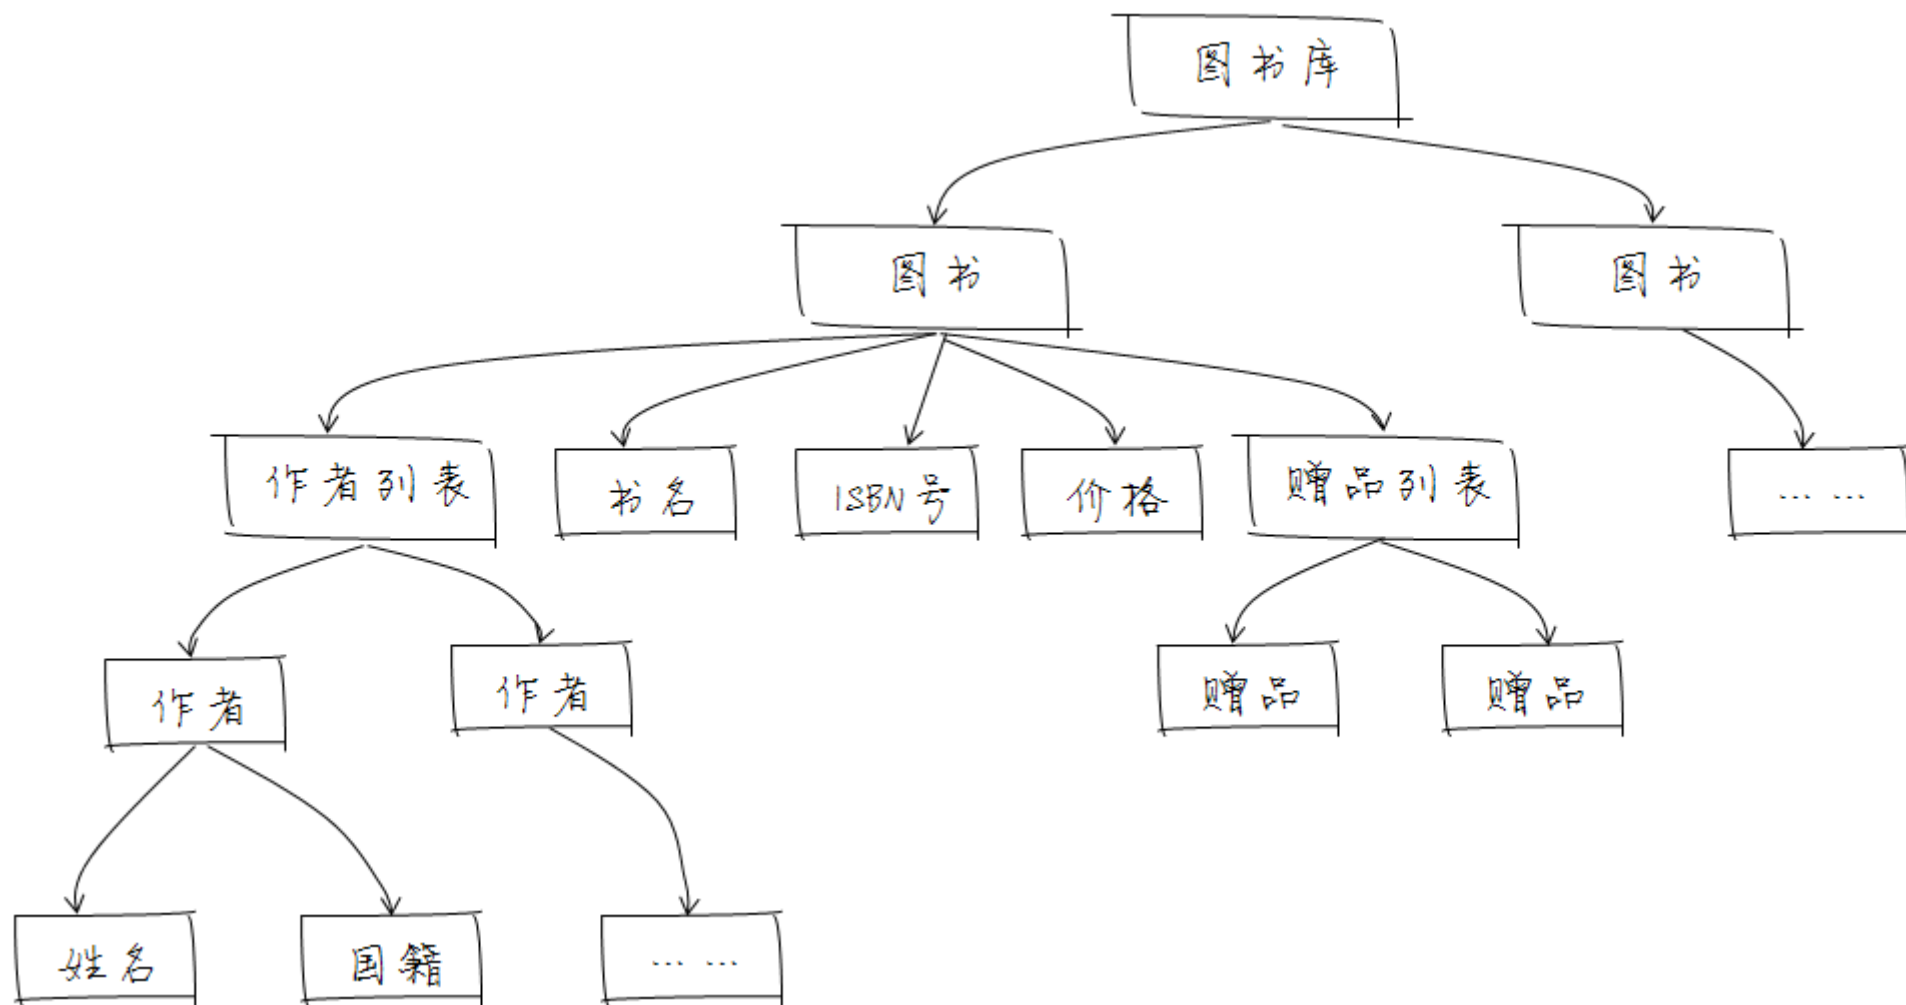 图书库
图书
图书
作者列表
书名
ISBN号
价格
赠品列表
……
作者
作者
赠品
赠品
姓名
国籍
……